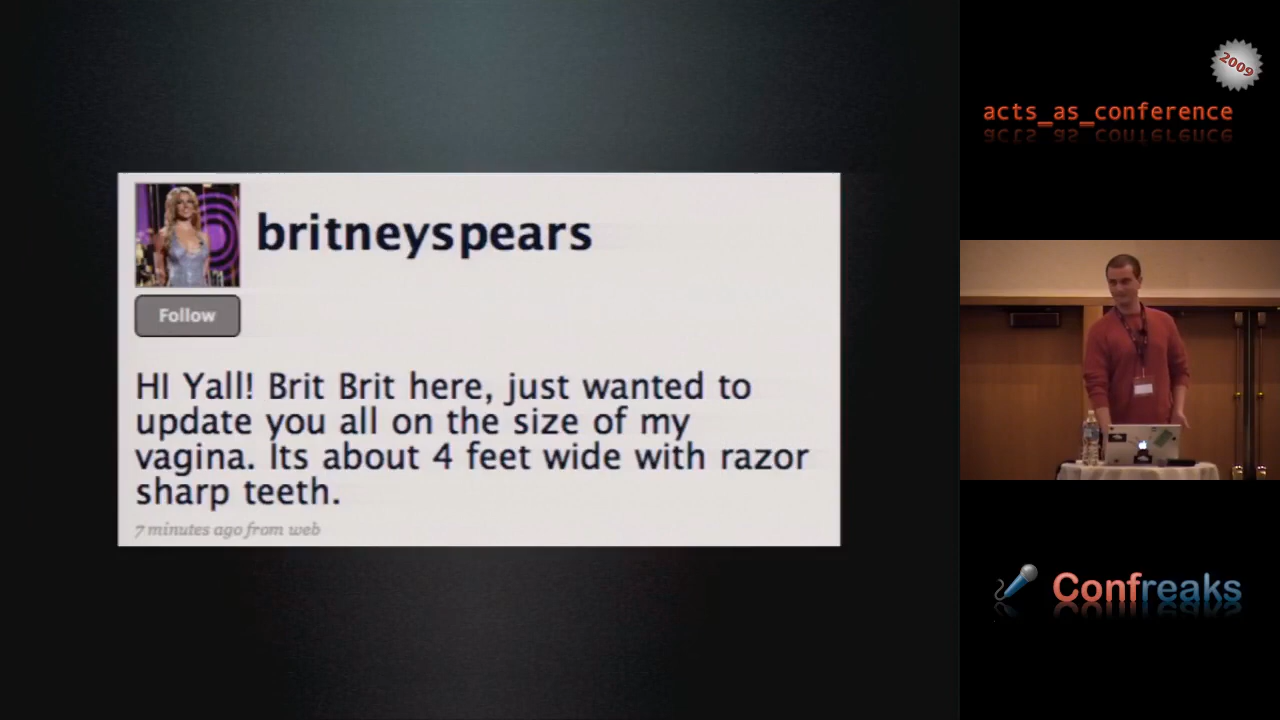 britneyspears
Follow
HI Yall! Brit Brit here, just wanted to
update you all on the size of my
vagina. Its about 4 feet wide with razor
sharp teeth.
7 minutes ago from web
2009
acts_as_conference
Confreaks